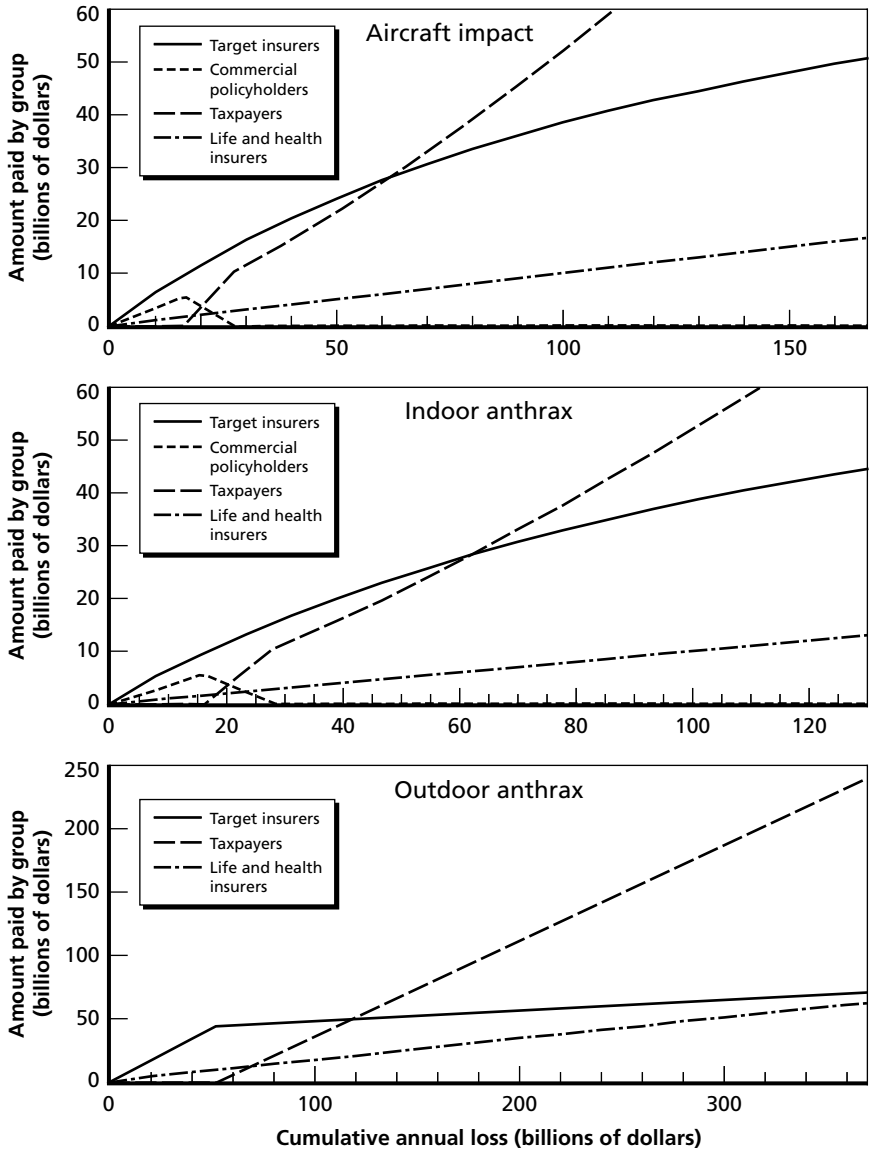 Aircraft impact
Amount paid by group
(billions of dollars)
60
50
40
30
20
10
0
Target insurers
Commercial
policyholders
Taxpayers
Life and health
insurers
0 50 100 150
Indoor anthrax
Amount paid by group
(billions of dollars)
60
50
40
30
20
10
0
Target insurers
Commercial
policyholders
Taxpayers
Life and health
insurers
0 20 40 60 80 100 120
Outdoor anthrax
Amount paid by group
(billions of dollars)
250
200
150
100
50
0
Target insurers
Taxpayers
Life and health
insurers
0 100 200 300
Cumulative annual loss (billions of dollars)